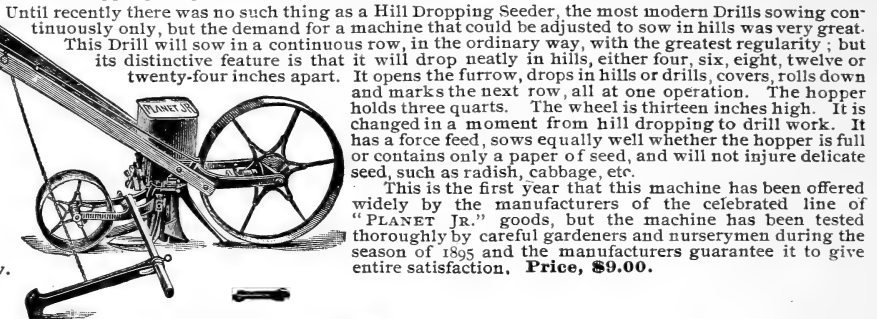 Until recently there was no such thing as a Hill Dropping Seeder, the most modern Drills sowing con-
tinuously only, but the demand for a machine that could be adjusted to sow in hills was very great.
This Drill will sow in a continuous row, in the ordinary way, with the greatest regularity ; but
its distinctive feature is that it will drop neatly in hills, either four, six, eight, twelve or
twenty-four inches apart. It opens the furrow, drops in hills or drills, covers, rolls down
and marks the next row, all at one operation. The hopper
holds three quarts. The wheel is thirteen inches high. It is
changed in a moment from hill dropping to drill work. It
has a force feed, sows equally well whether the hopper is full
or contains only a paper of seed, and will not injure delicate
seed, such as radish, cabbage, etc.
This is the first year that this machine has been offered
widely by the manufacturers of the celebrated line of
"PLANET JR." goods, but the machine has been tested
thoroughly by careful gardeners and nurserymen during the
season of 1895 and the manufacturers guarantee it to give
entire satisfaction. Price, $9.00.
PLANET JR
y.